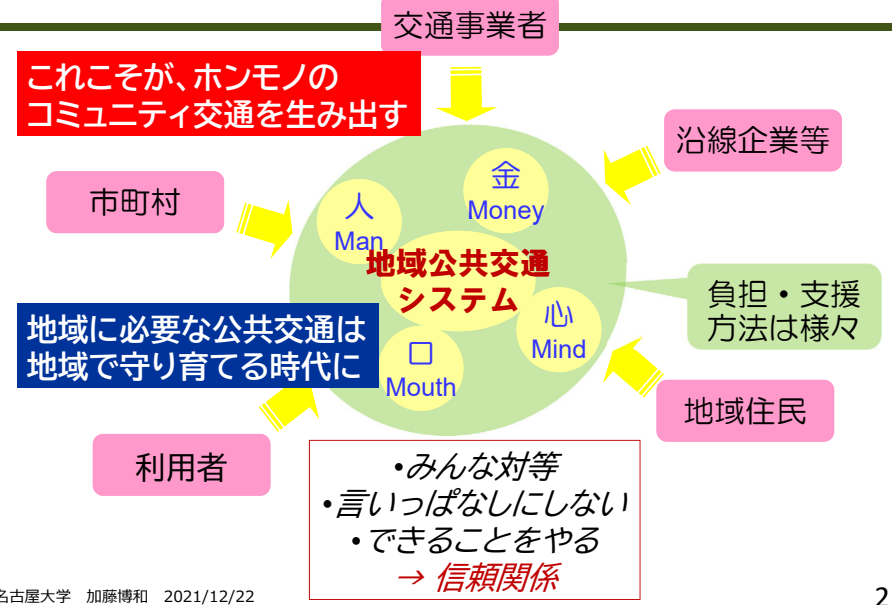 交通事業者
これこそが、ホンモノの
コミュニティ交通を生み出す
沿線企業等
市町村
金
Money
人
Man
地域公共交通
システム
負担・支援
方法は様々
地域に必要な公共交通は
地域で守り育てる時代に
心
Mind
口
Mouth
地域住民
利用者
•みんな対等
•言いっぱなしにしない
•できることをやる
→ 信頼関係
名古屋大学 加藤博和 2021/12/22
2